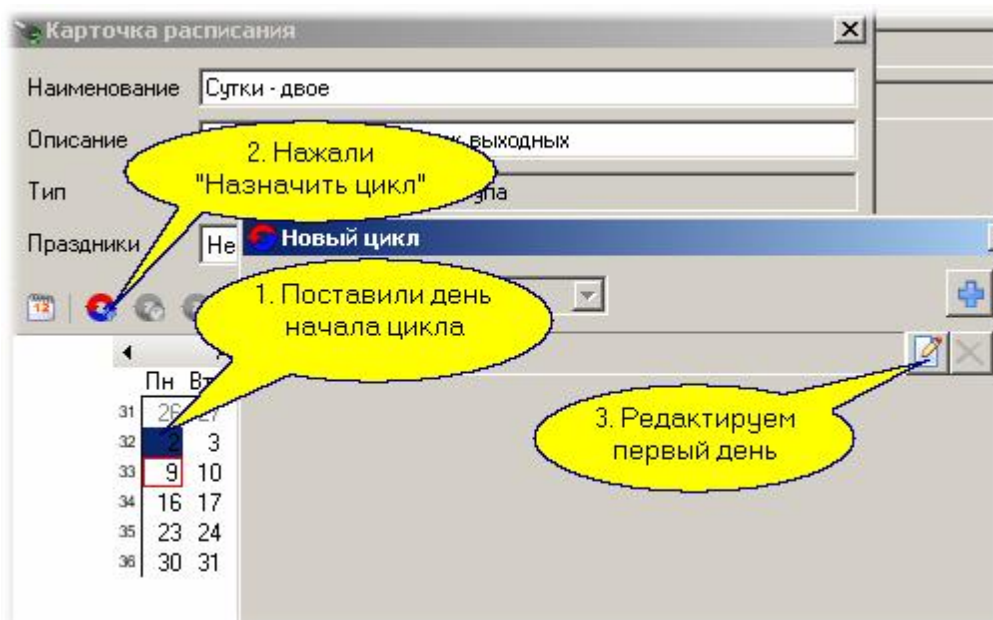 Карточка расписания
Наименование Сутки - двое
Описание выходных
2. Нажали
"Назначить цикл"
Тип
Праздники Не
Новый цикл
1. Поставили день
начала цикла
12
Пн Вт
31 26 27
32 2 3
33 9 10
34 16 17
35 23 24
36 30 31
3. Редактируем
первый день